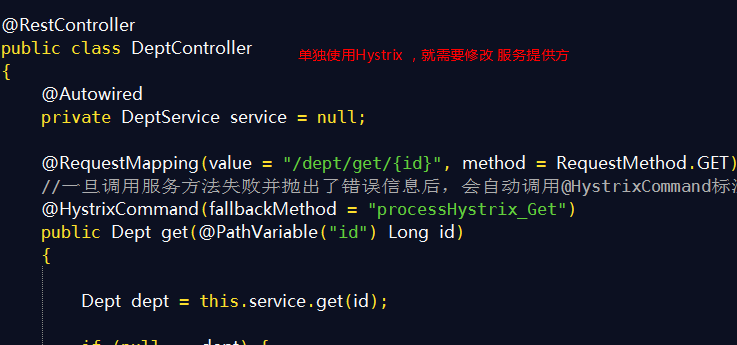 @RestController
public class DeptController
单独使用Hystrix ，就需要修改 服务提供方
{
@Autowired
private DeptService service = null;
@RequestMapping(value = "/dept/get/{id}", method = RequestMethod.GET)
//一旦调用服务方法失败并抛出了错误信息后，会自动调用@HystrixCommand标
@HystrixCommand(fallbackMethod = "processHystrix_Get")
public Dept get(@PathVariable("id") Long id)
{
Dept dept = this.service.get(id);
if (null dept) {